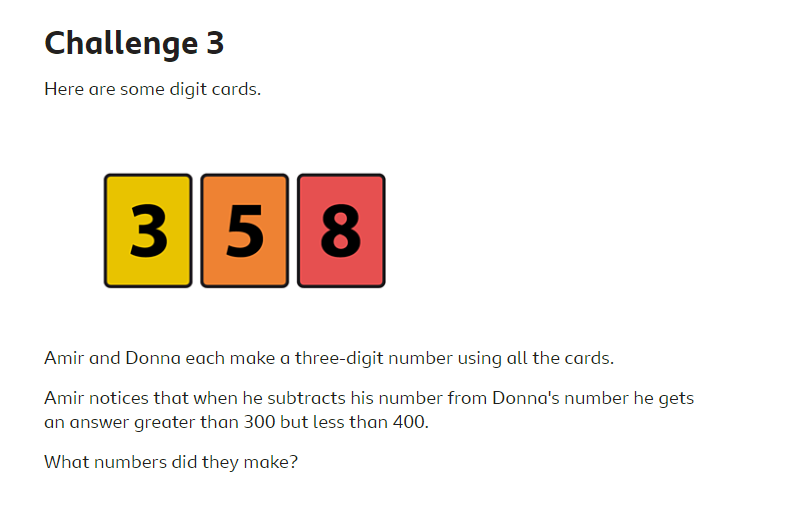 Challenge 3
Here are some digit cards.
3 5 8
Amir and Donna each make a three-digit number using all the cards.
Amir notices that when he subtracts his number from Donna's number he gets
an answer greater than 300 but less than 400.
What numbers did they make?